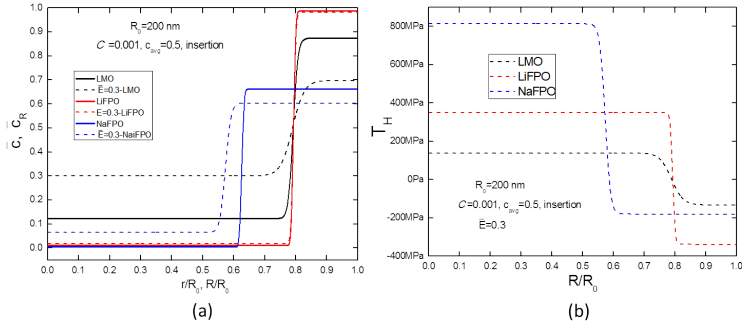 (a)
R₀=200 nm
C=0.001, c_avg=0.5, insertion
LMO
Ē=0.3-LMO
LiFPO
E=0.3-LiFPO
NaFPO
Ē=0.3-NaiFPO
c̄, c̄_R
1.0
0.9
0.8
0.7
0.6
0.5
0.4
0.3
0.2
0.1
0.0
0.0 0.1 0.2 0.3 0.4 0.5 0.6 0.7 0.8 0.9 1.0
r/R₀, R/R₀
(a)
800MPa
600MPa
400MPa
200MPa
0Pa
-200MPa
-400MPa
T_H
LMO
LiFPO
NaFPO
R₀=200 nm
C=0.001, c_avg=0.5, insertion
Ē=0.3
0.0 0.1 0.2 0.3 0.4 0.5 0.6 0.7 0.8 0.9 1.0
R/R₀
(b)